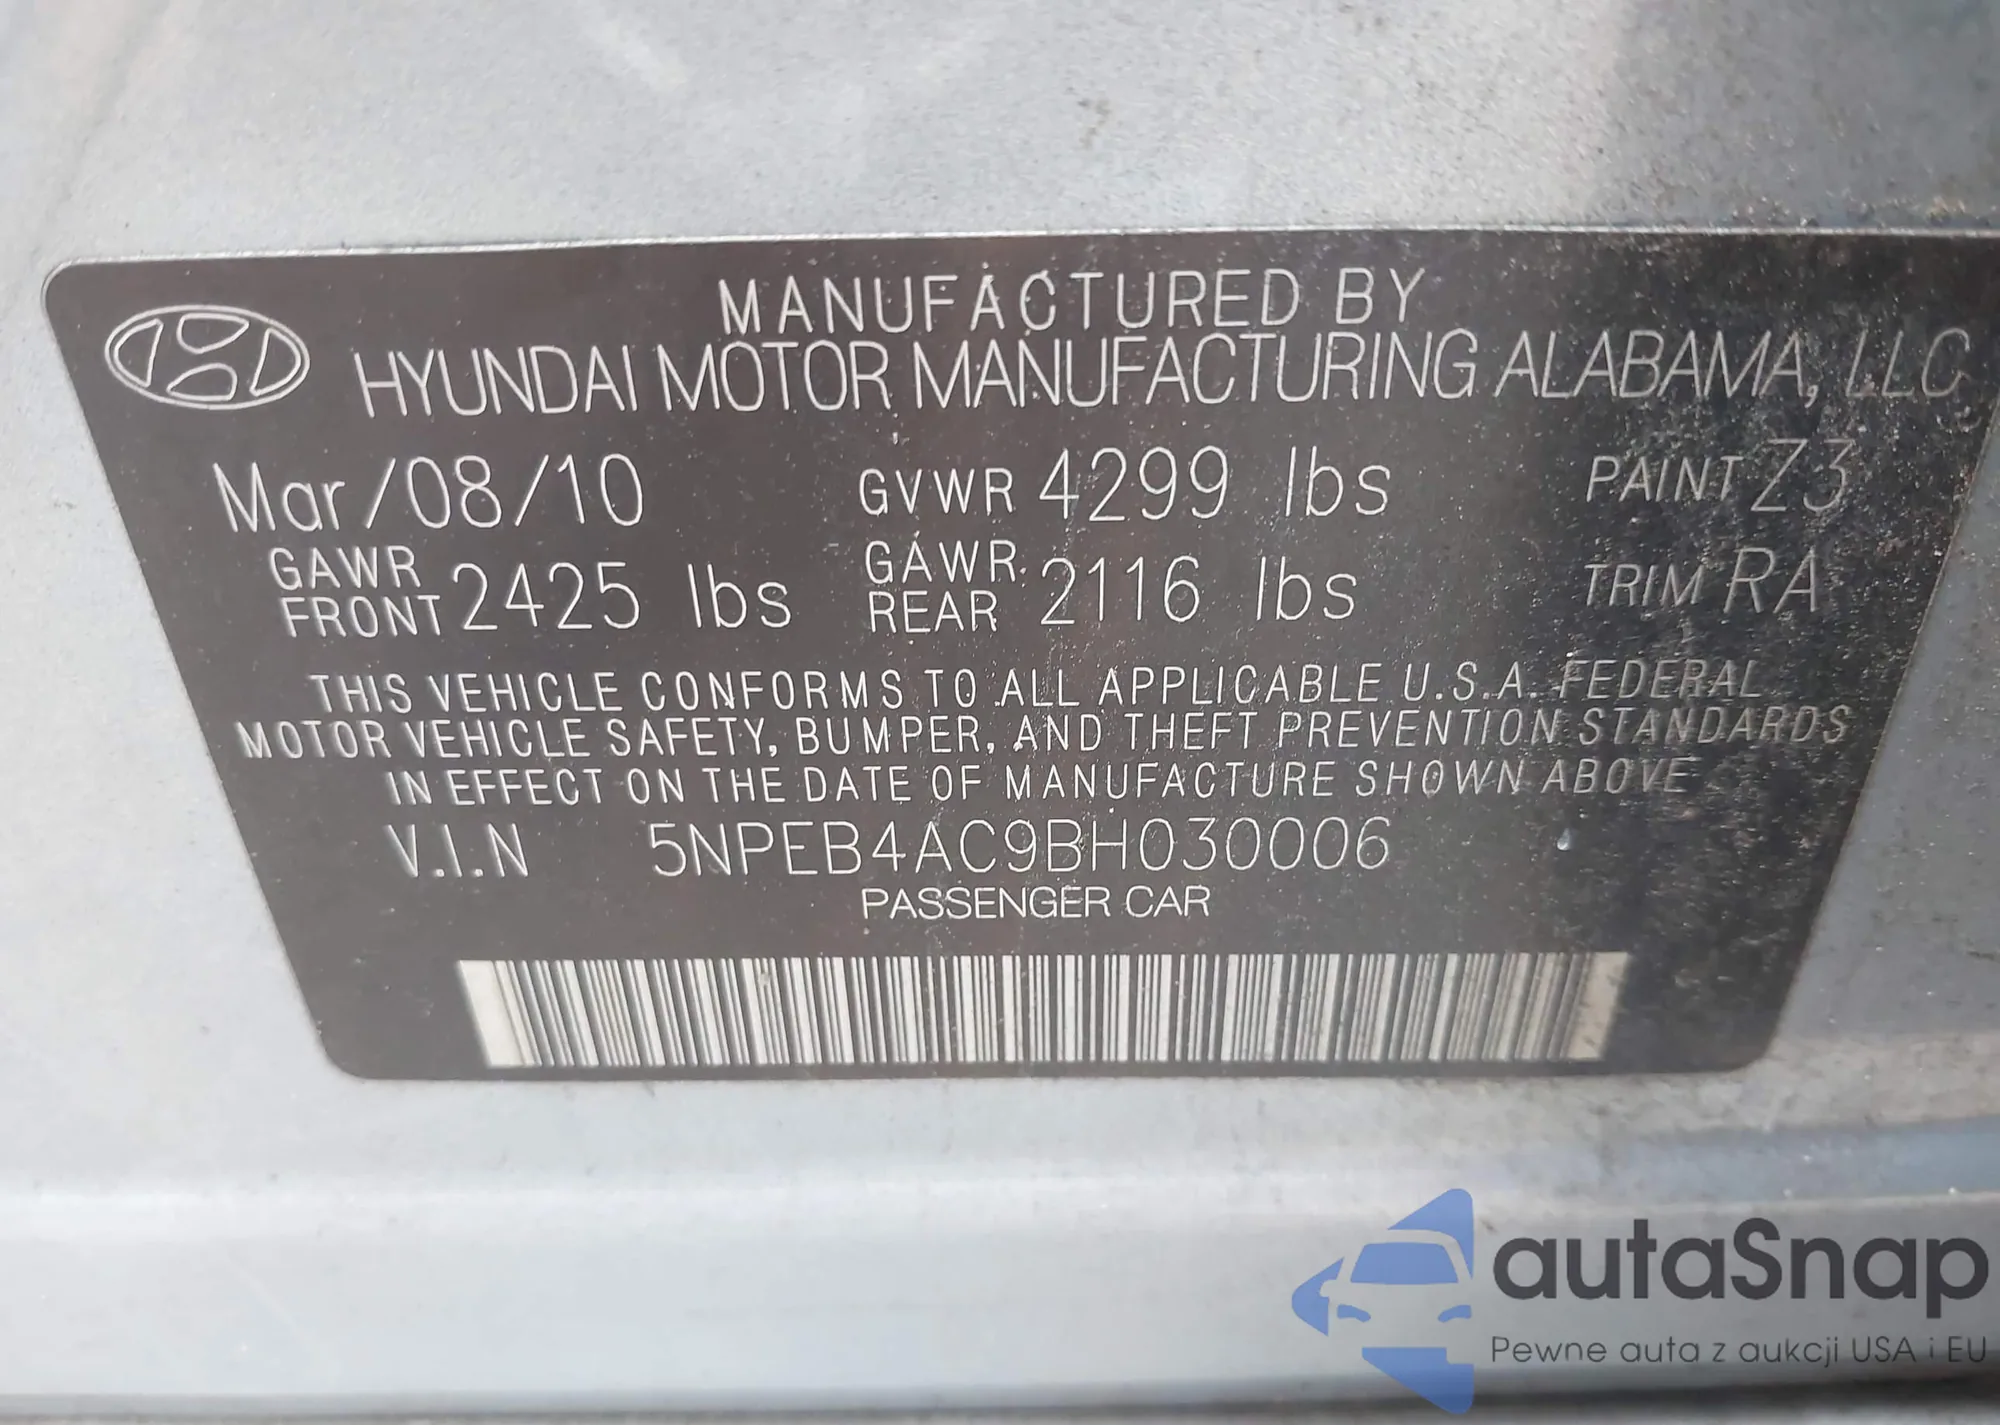 MANUFACTURED BY
HYUNDAI MOTOR MANUFACTURING ALABAMA, LLC
Mar/08/10 GVWR 4299 lbs PAINT Z3
GAWR FRONT 2425 lbs GAWR REAR 2116 lbs TRIM RA
THIS VEHICLE CONFORMS TO ALL APPLICABLE U.S.A. FEDERAL
MOTOR VEHICLE SAFETY, BUMPER, AND THEFT PREVENTION STANDARDS
IN EFFECT ON THE DATE OF MANUFACTURE SHOWN ABOVE
V.I.N 5NPEB4AC9BH030006
PASSENGER CAR
autaSnap
Pewne auta z aukcji USA i EU